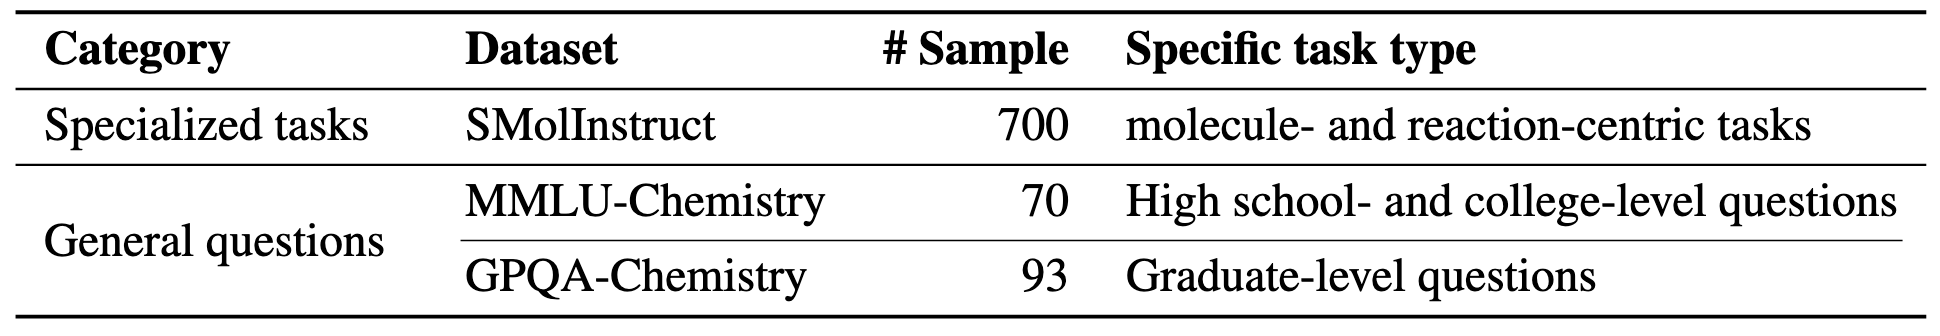 Category Dataset # Sample Specific task type
Specialized tasks SMolInstruct 700 molecule- and reaction-centric tasks
General questions MMLU-Chemistry 70 High school- and college-level questions
GPQA-Chemistry 93 Graduate-level questions